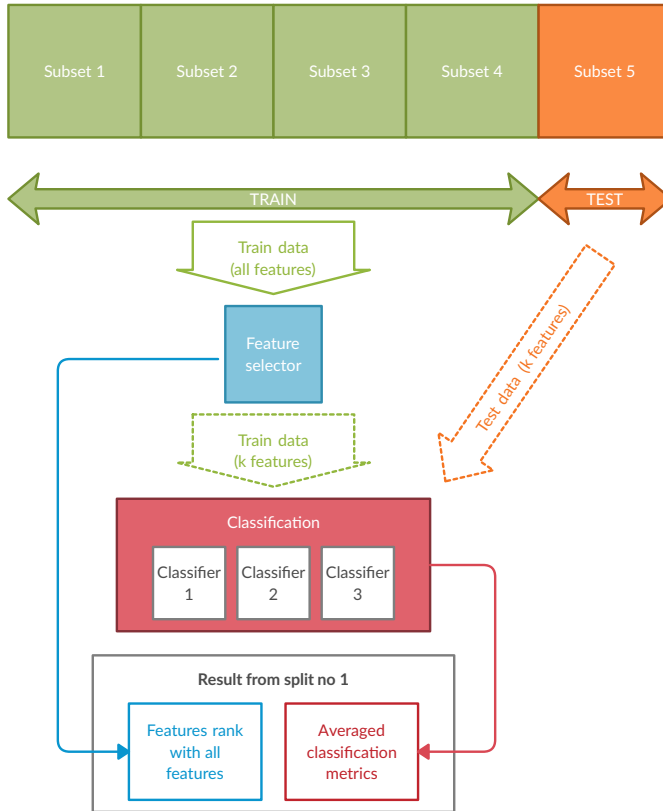 Subset 1
Subset 2
Subset 3
Subset 4
Subset 5
TRAIN
TEST
Train data
(all features)
Feature
selector
Test data (k features)
Train data
(k features)
Classification
Classifier
1
Classifier
2
Classifier
3
Result from split no 1
Features rank
with all
features
Averaged
classification
metrics